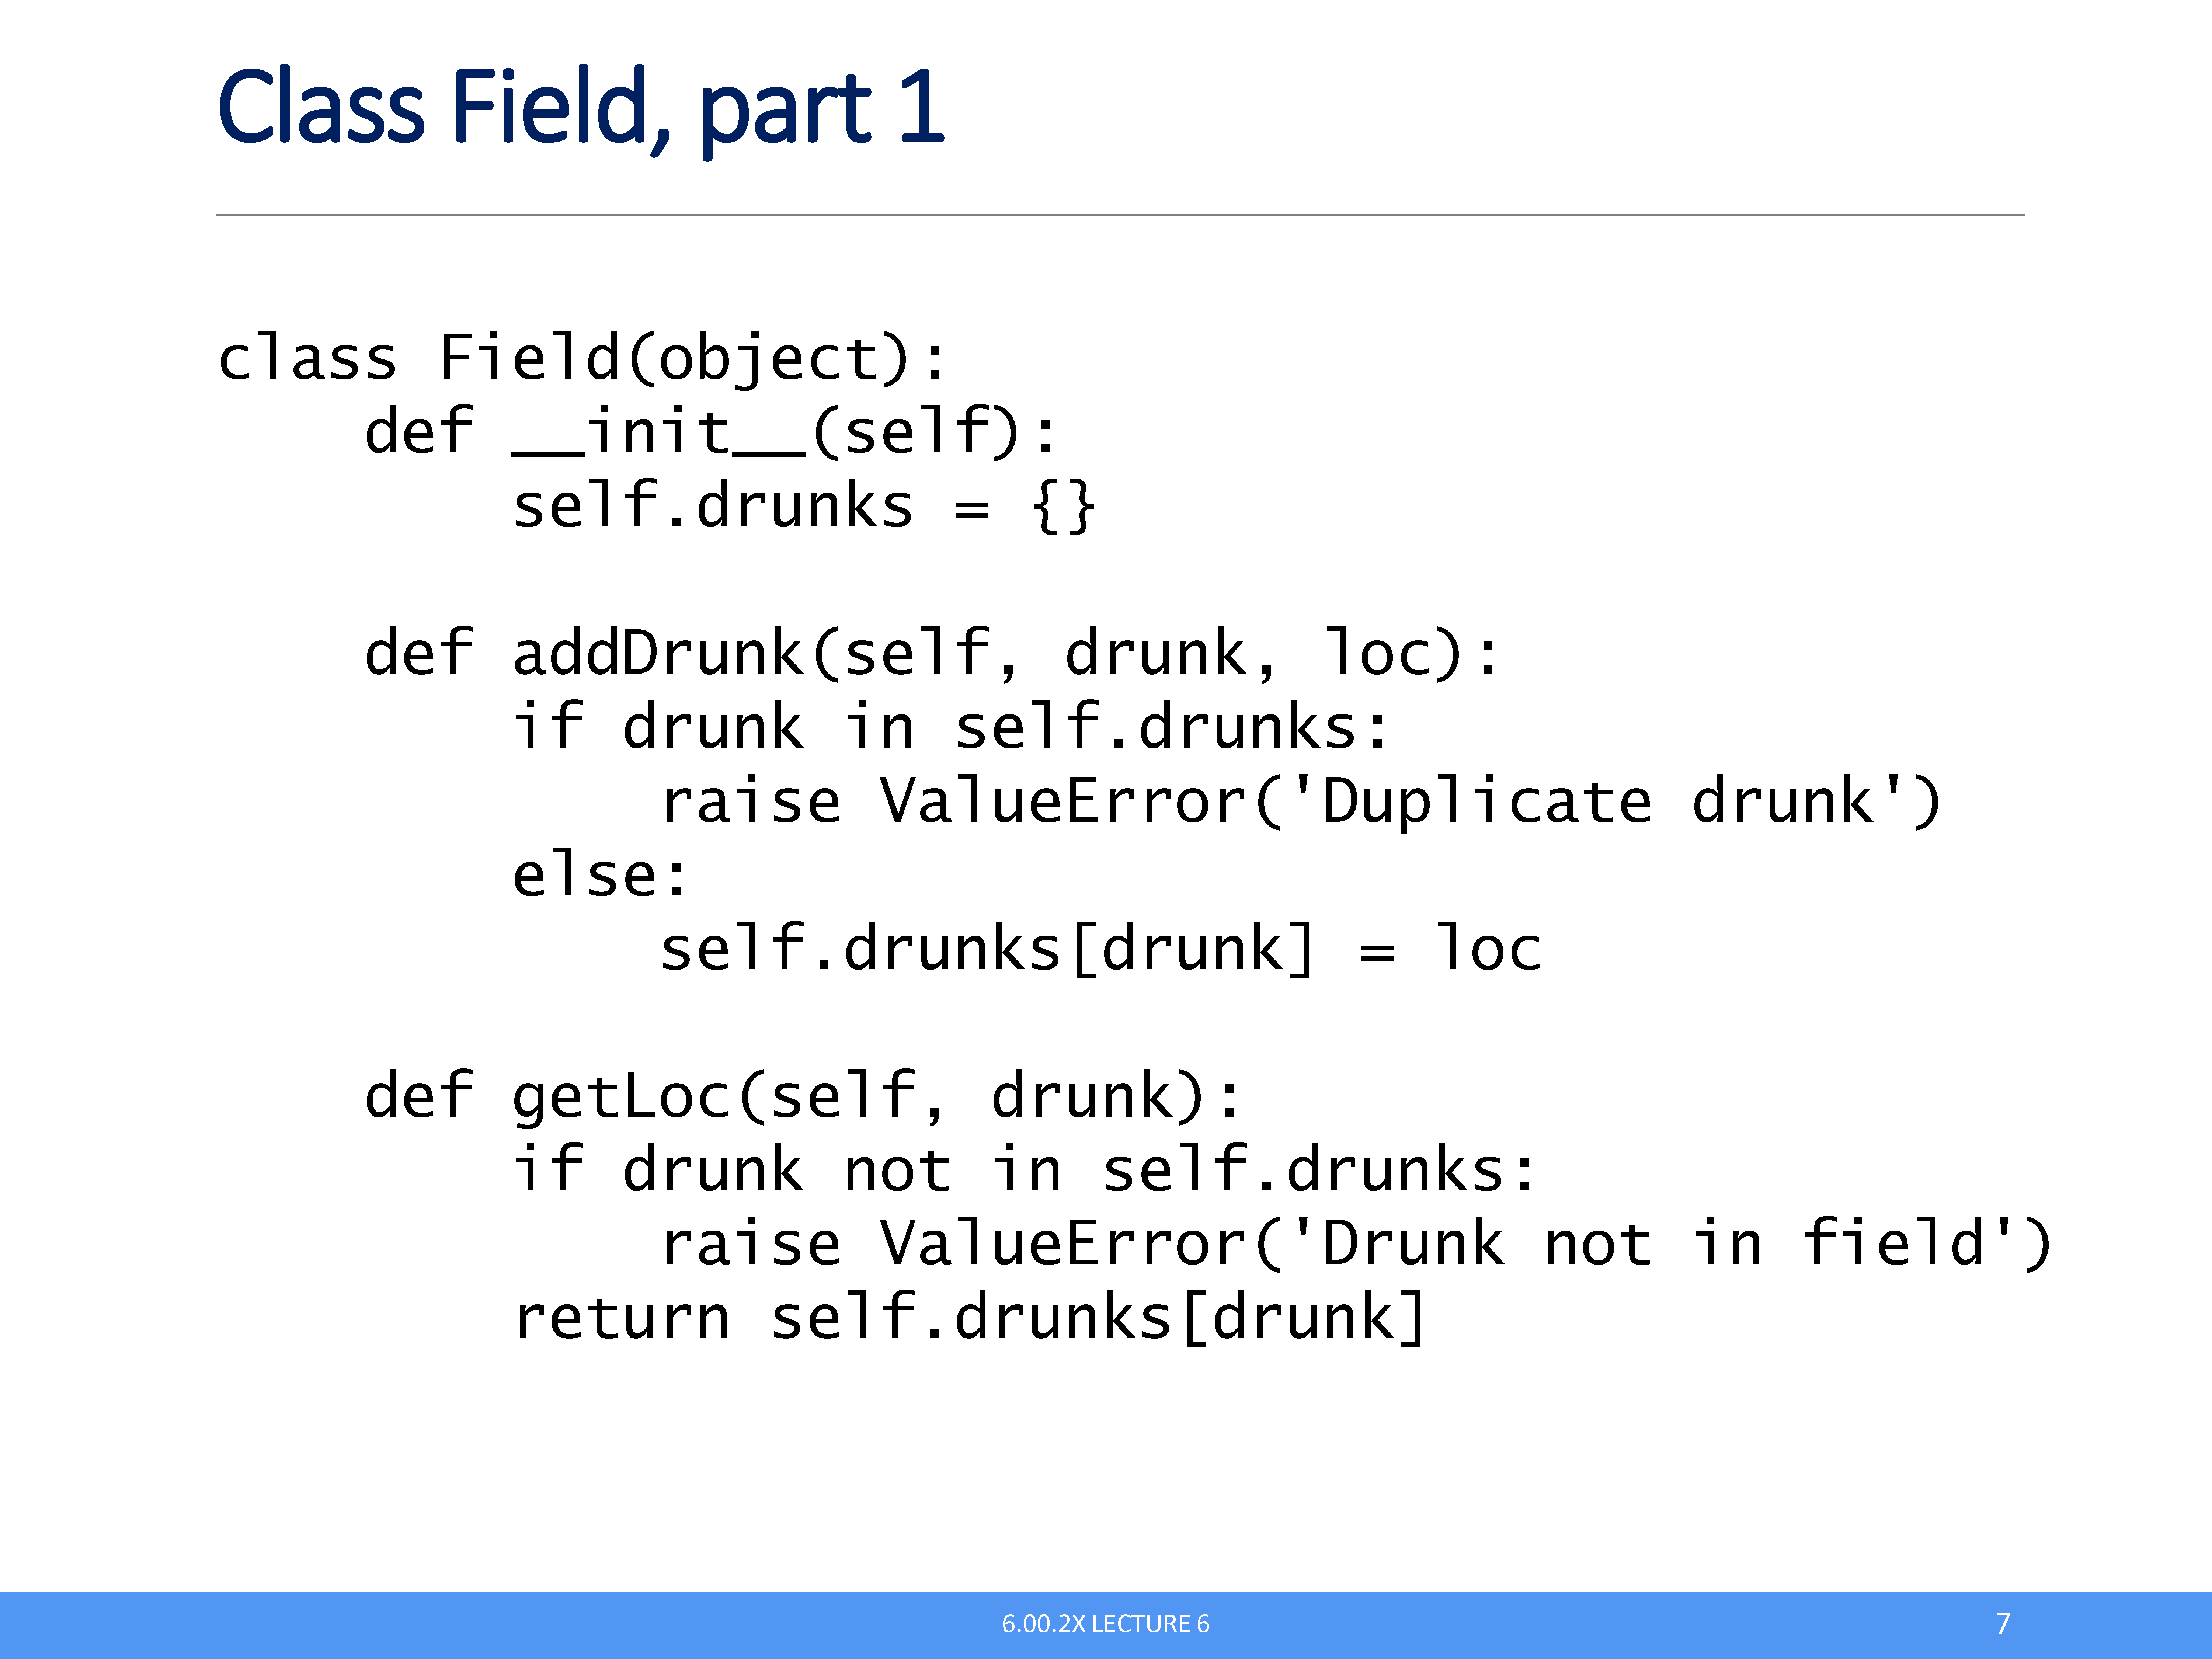 Class Field, part 1
class Field(object):
    def __init__(self):
        self.drunks = {}
    def addDrunk(self, drunk, loc):
        if drunk in self.drunks:
            raise ValueError('Duplicate drunk')
        else:
            self.drunks[drunk] = loc
    def getLoc(self, drunk):
        if drunk not in self.drunks:
            raise ValueError('Drunk not in field')
        return self.drunks[drunk]
6.00.2X LECTURE 6
7